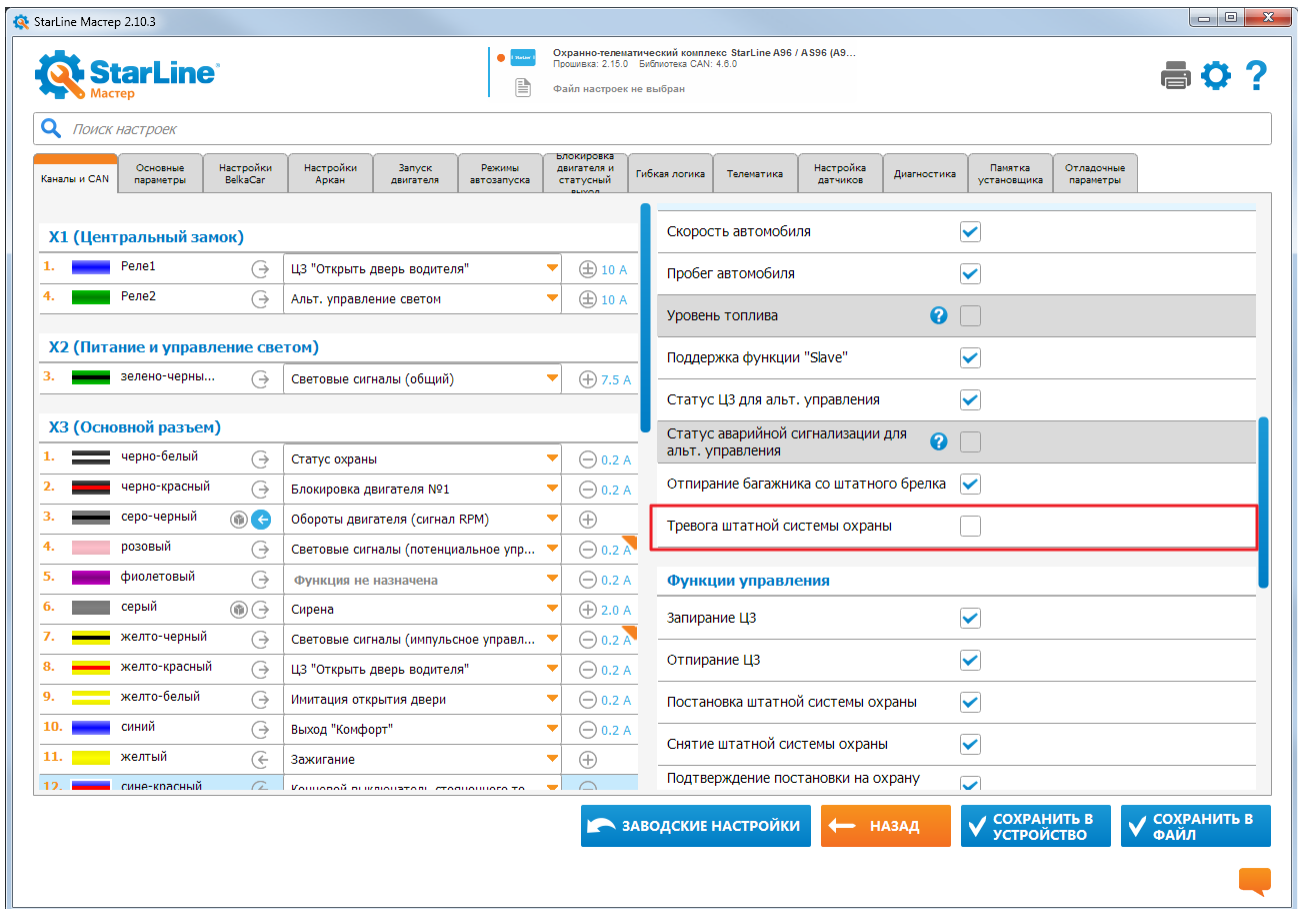 StarLine Мастер 2.10.3
StarLine
Мастер
StarLine
Охранно-телематический комплекс StarLine A96 / AS96 (A9...
Прошивка: 2.15.0 Библиотека CAN: 4.6.0
Файл настроек не выбран
?
Поиск настроек
Каналы и CAN
Основные
параметры
Настройки
BelkaCar
Настройки
Аркан
Запуск
двигателя
Режимы
автозапуска
Блокировка
двигателя и
статусный
выход
Гибкая логика
Телематика
Настройка
датчиков
Диагностика
Памятка
установщика
Отладочные
параметры
X1 (Центральный замок)
1. Реле1 ЦЗ "Открыть дверь водителя" 10 А
4. Реле2 Альт. управление светом 10 А
X2 (Питание и управление светом)
3. зелено-черны... Световые сигналы (общий) 7.5 А
X3 (Основной разъем)
1. черно-белый Статус охраны 0.2 А
2. черно-красный Блокировка двигателя №1 0.2 А
3. серо-черный Обороты двигателя (сигнал RPM)
4. розовый Световые сигналы (потенциальное упр... 0.2 А
5. фиолетовый Функция не назначена 0.2 А
6. серый Сирена 2.0 А
7. желто-черный Световые сигналы (импульсное управл... 0.2 А
8. желто-красный ЦЗ "Открыть дверь водителя" 0.2 А
9. желто-белый Имитация открытия двери 0.2 А
10. синий Выход "Комфорт" 0.2 А
11. желтый Зажигание
12. сине-красный Концевой выключатель стояночного то...
Скорость автомобиля
Пробег автомобиля
Уровень топлива ?
Поддержка функции "Slave"
Статус ЦЗ для альт. управления
Статус аварийной сигнализации для
альт. управления ?
Отпирание багажника со штатного брелка
Тревога штатной системы охраны
Функции управления
Запирание ЦЗ
Отпирание ЦЗ
Постановка штатной системы охраны
Снятие штатной системы охраны
Подтверждение постановки на охрану
ЗАВОДСКИЕ НАСТРОЙКИ
НАЗАД
СОХРАНИТЬ В
УСТРОЙСТВО
СОХРАНИТЬ В
ФАЙЛ